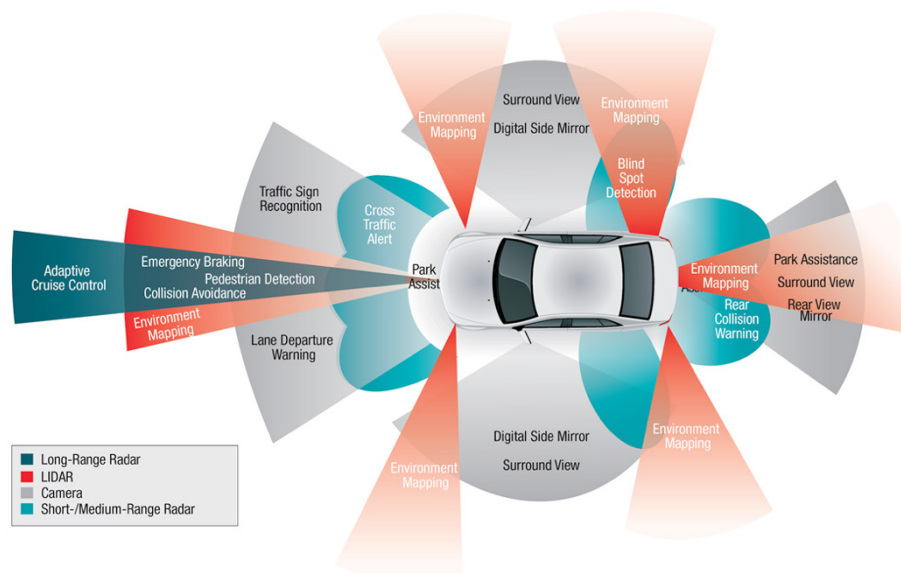 Surround View
Digital Side Mirror
Environment
Mapping
Environment
Mapping
Blind
Spot
Detection
Traffic Sign
Recognition
Cross
Traffic
Alert
Adaptive
Cruise Control
Emergency Braking
Pedestrian Detection
Collision Avoidance
Environment
Mapping
Park
Assist
Lane Departure
Warning
Environment
Mapping
Park Assistance
Surround View
Rear View
Mirror
Rear
Collision
Warning
Digital Side Mirror
Surround View
Environment
Mapping
Environment
Mapping
Long-Range Radar
LIDAR
Camera
Short-/Medium-Range Radar